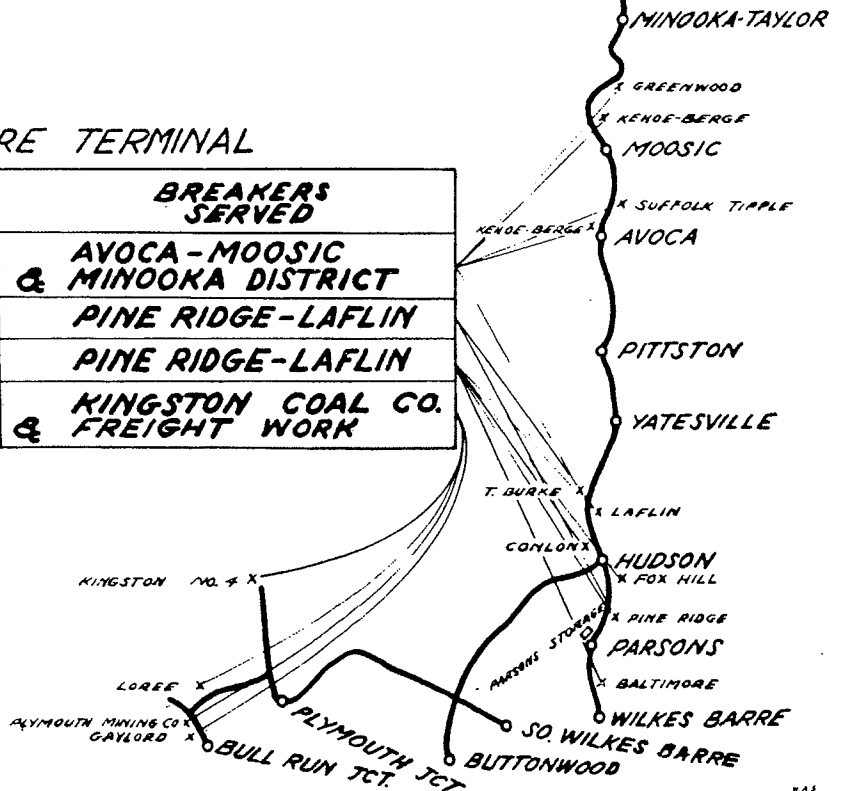 MINOOKA-TAYLOR
GREENWOOD
KEHOE-BERGE
MOOSIC
RE TERMINAL
BREAKERS
SERVED
AVOCA-MOOSIC
& MINOOKA DISTRICT
PINE RIDGE-LAFLIN
PINE RIDGE-LAFLIN
KINGSTON COAL CO.
& FREIGHT WORK
SUFFOLK TIPPLE
KEHOE-BERGE
AVOCA
PITTSTON
YATESVILLE
T. BURKE
LAFLIN
CONLON
HUDSON
FOX HILL
KINGSTON NO. 4
PINE RIDGE
PARSONS STORAGE
PARSONS
LOREE
BALTIMORE
PLYMOUTH MINING CO
GAYLORD
BULL RUN JCT.
PLYMOUTH JCT
SO. WILKES BARRE
WILKES BARRE
BUTTONWOOD